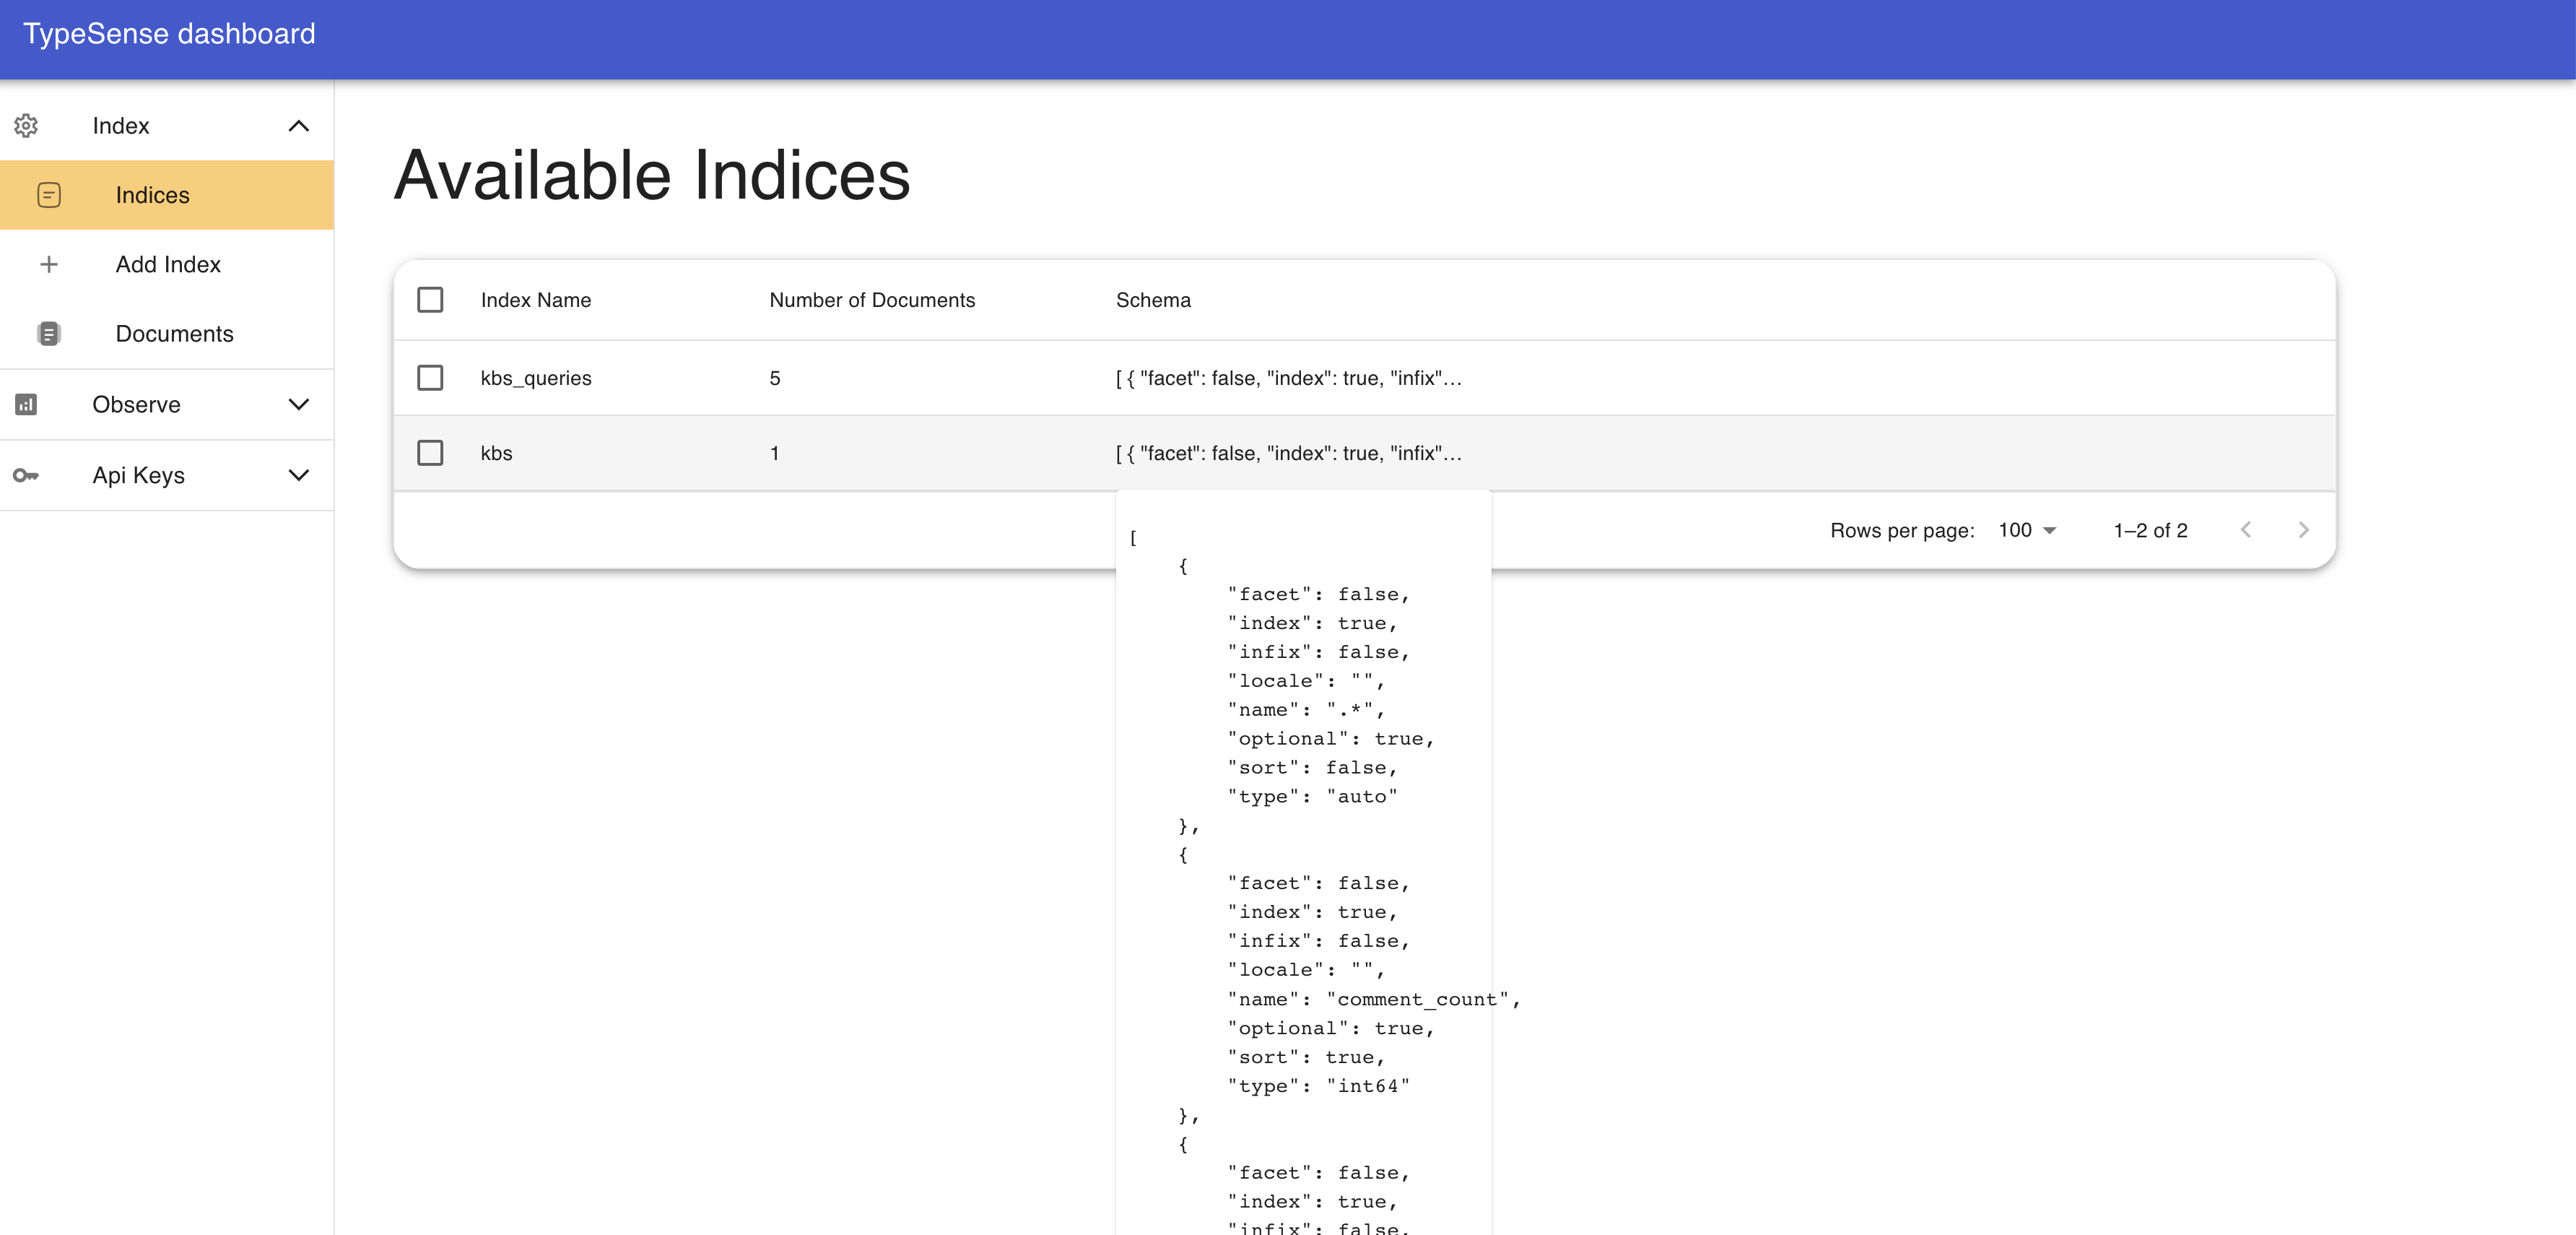 TypeSense dashboard
Index
Indices
Add Index
Documents
Observe
Api Keys
Available Indices
Index Name Number of Documents Schema
kbs_queries 5 [ { "facet": false, "index": true, "infix"...
kbs 1 [ { "facet": false, "index": true, "infix"...
Rows per page: 100 1–2 of 2
[
{
"facet": false,
"index": true,
"infix": false,
"locale": "",
"name": ".*",
"optional": true,
"sort": false,
"type": "auto"
},
{
"facet": false,
"index": true,
"infix": false,
"locale": "",
"name": "comment_count",
"optional": true,
"sort": true,
"type": "int64"
},
{
"facet": false,
"index": true,
"infix": false,